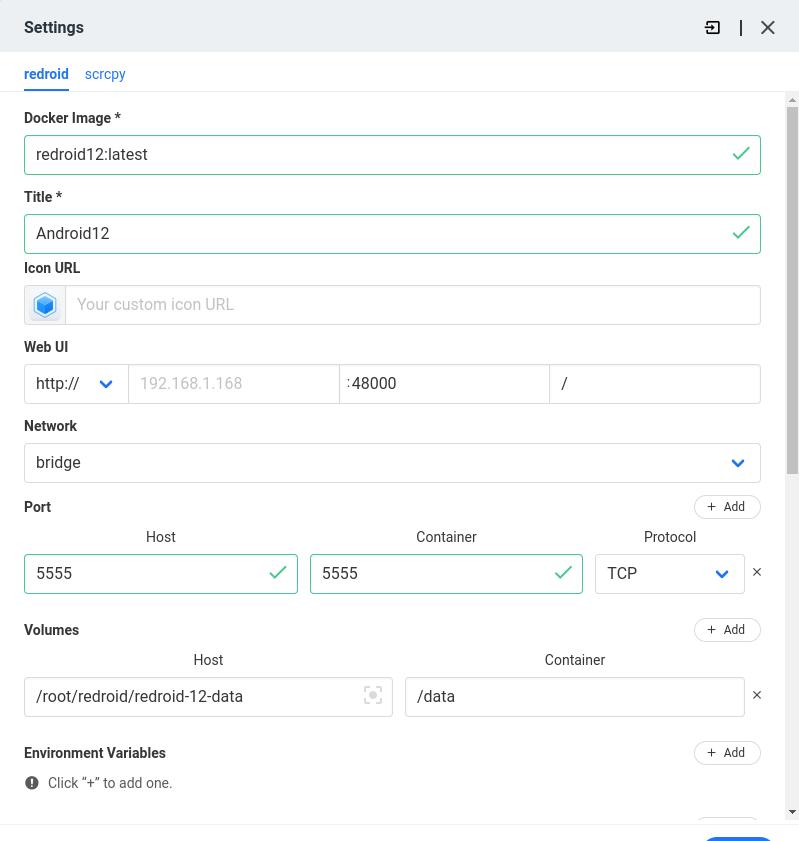 Settings
redroid scrcpy
Docker Image *
redroid12:latest
Title *
Android12
Icon URL
Your custom icon URL
Web UI
http:// 192.168.1.168 :48000 /
Network
bridge
Port + Add
Host Container Protocol
5555 5555 TCP ×
Volumes + Add
Host Container
/root/redroid/redroid-12-data /data ×
Environment Variables + Add
Click “+” to add one.